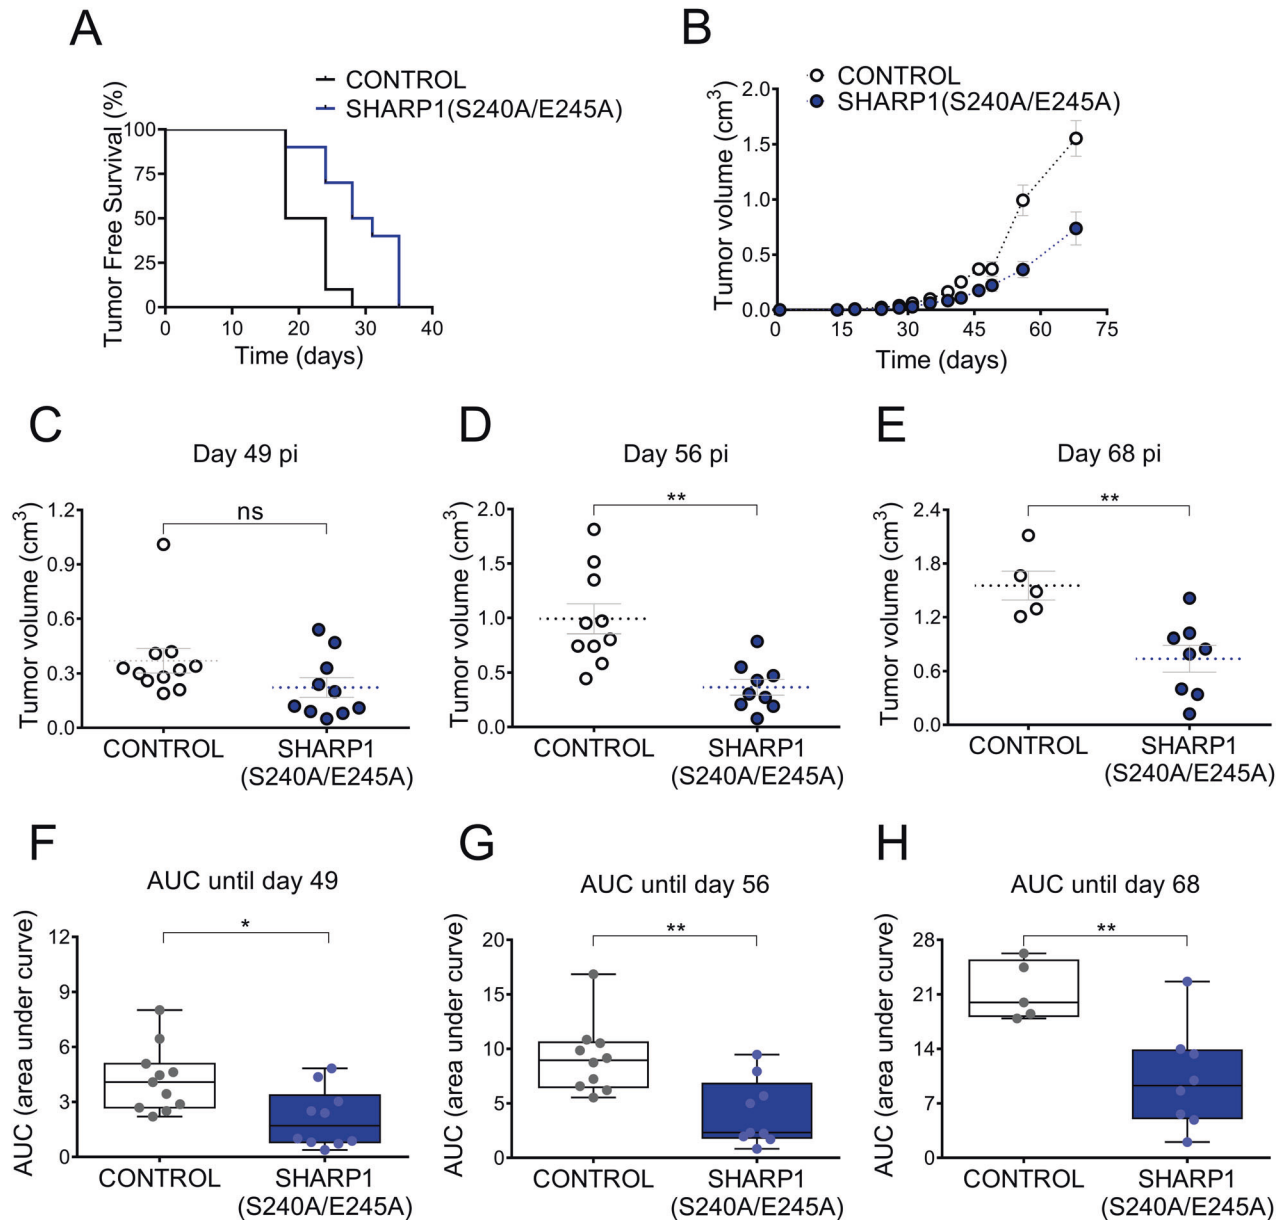 A
CONTROL
SHARP1(S240A/E245A)
Tumor Free Survival (%)
100
75
50
25
0
0 10 20 30 40
Time (days)
B
CONTROL
SHARP1(S240A/E245A)
Tumor volume (cm³)
2.0
1.5
1.0
0.5
0.0
0 15 30 45 60 75
Time (days)
C
Day 49 pi
ns
Tumor volume (cm³)
1.2
0.9
0.6
0.3
0.0
CONTROL SHARP1
(S240A/E245A)
D
Day 56 pi
**
Tumor volume (cm³)
2.0
1.5
1.0
0.5
0.0
CONTROL SHARP1
(S240A/E245A)
E
Day 68 pi
**
Tumor volume (cm³)
2.4
1.8
1.2
0.6
0.0
CONTROL SHARP1
(S240A/E245A)
F
AUC until day 49
*
AUC (area under curve)
12
9
6
3
0
CONTROL SHARP1
(S240A/E245A)
G
AUC until day 56
**
AUC (area under curve)
20
15
10
5
0
CONTROL SHARP1
(S240A/E245A)
H
AUC until day 68
**
AUC (area under curve)
28
21
14
7
0
CONTROL SHARP1
(S240A/E245A)